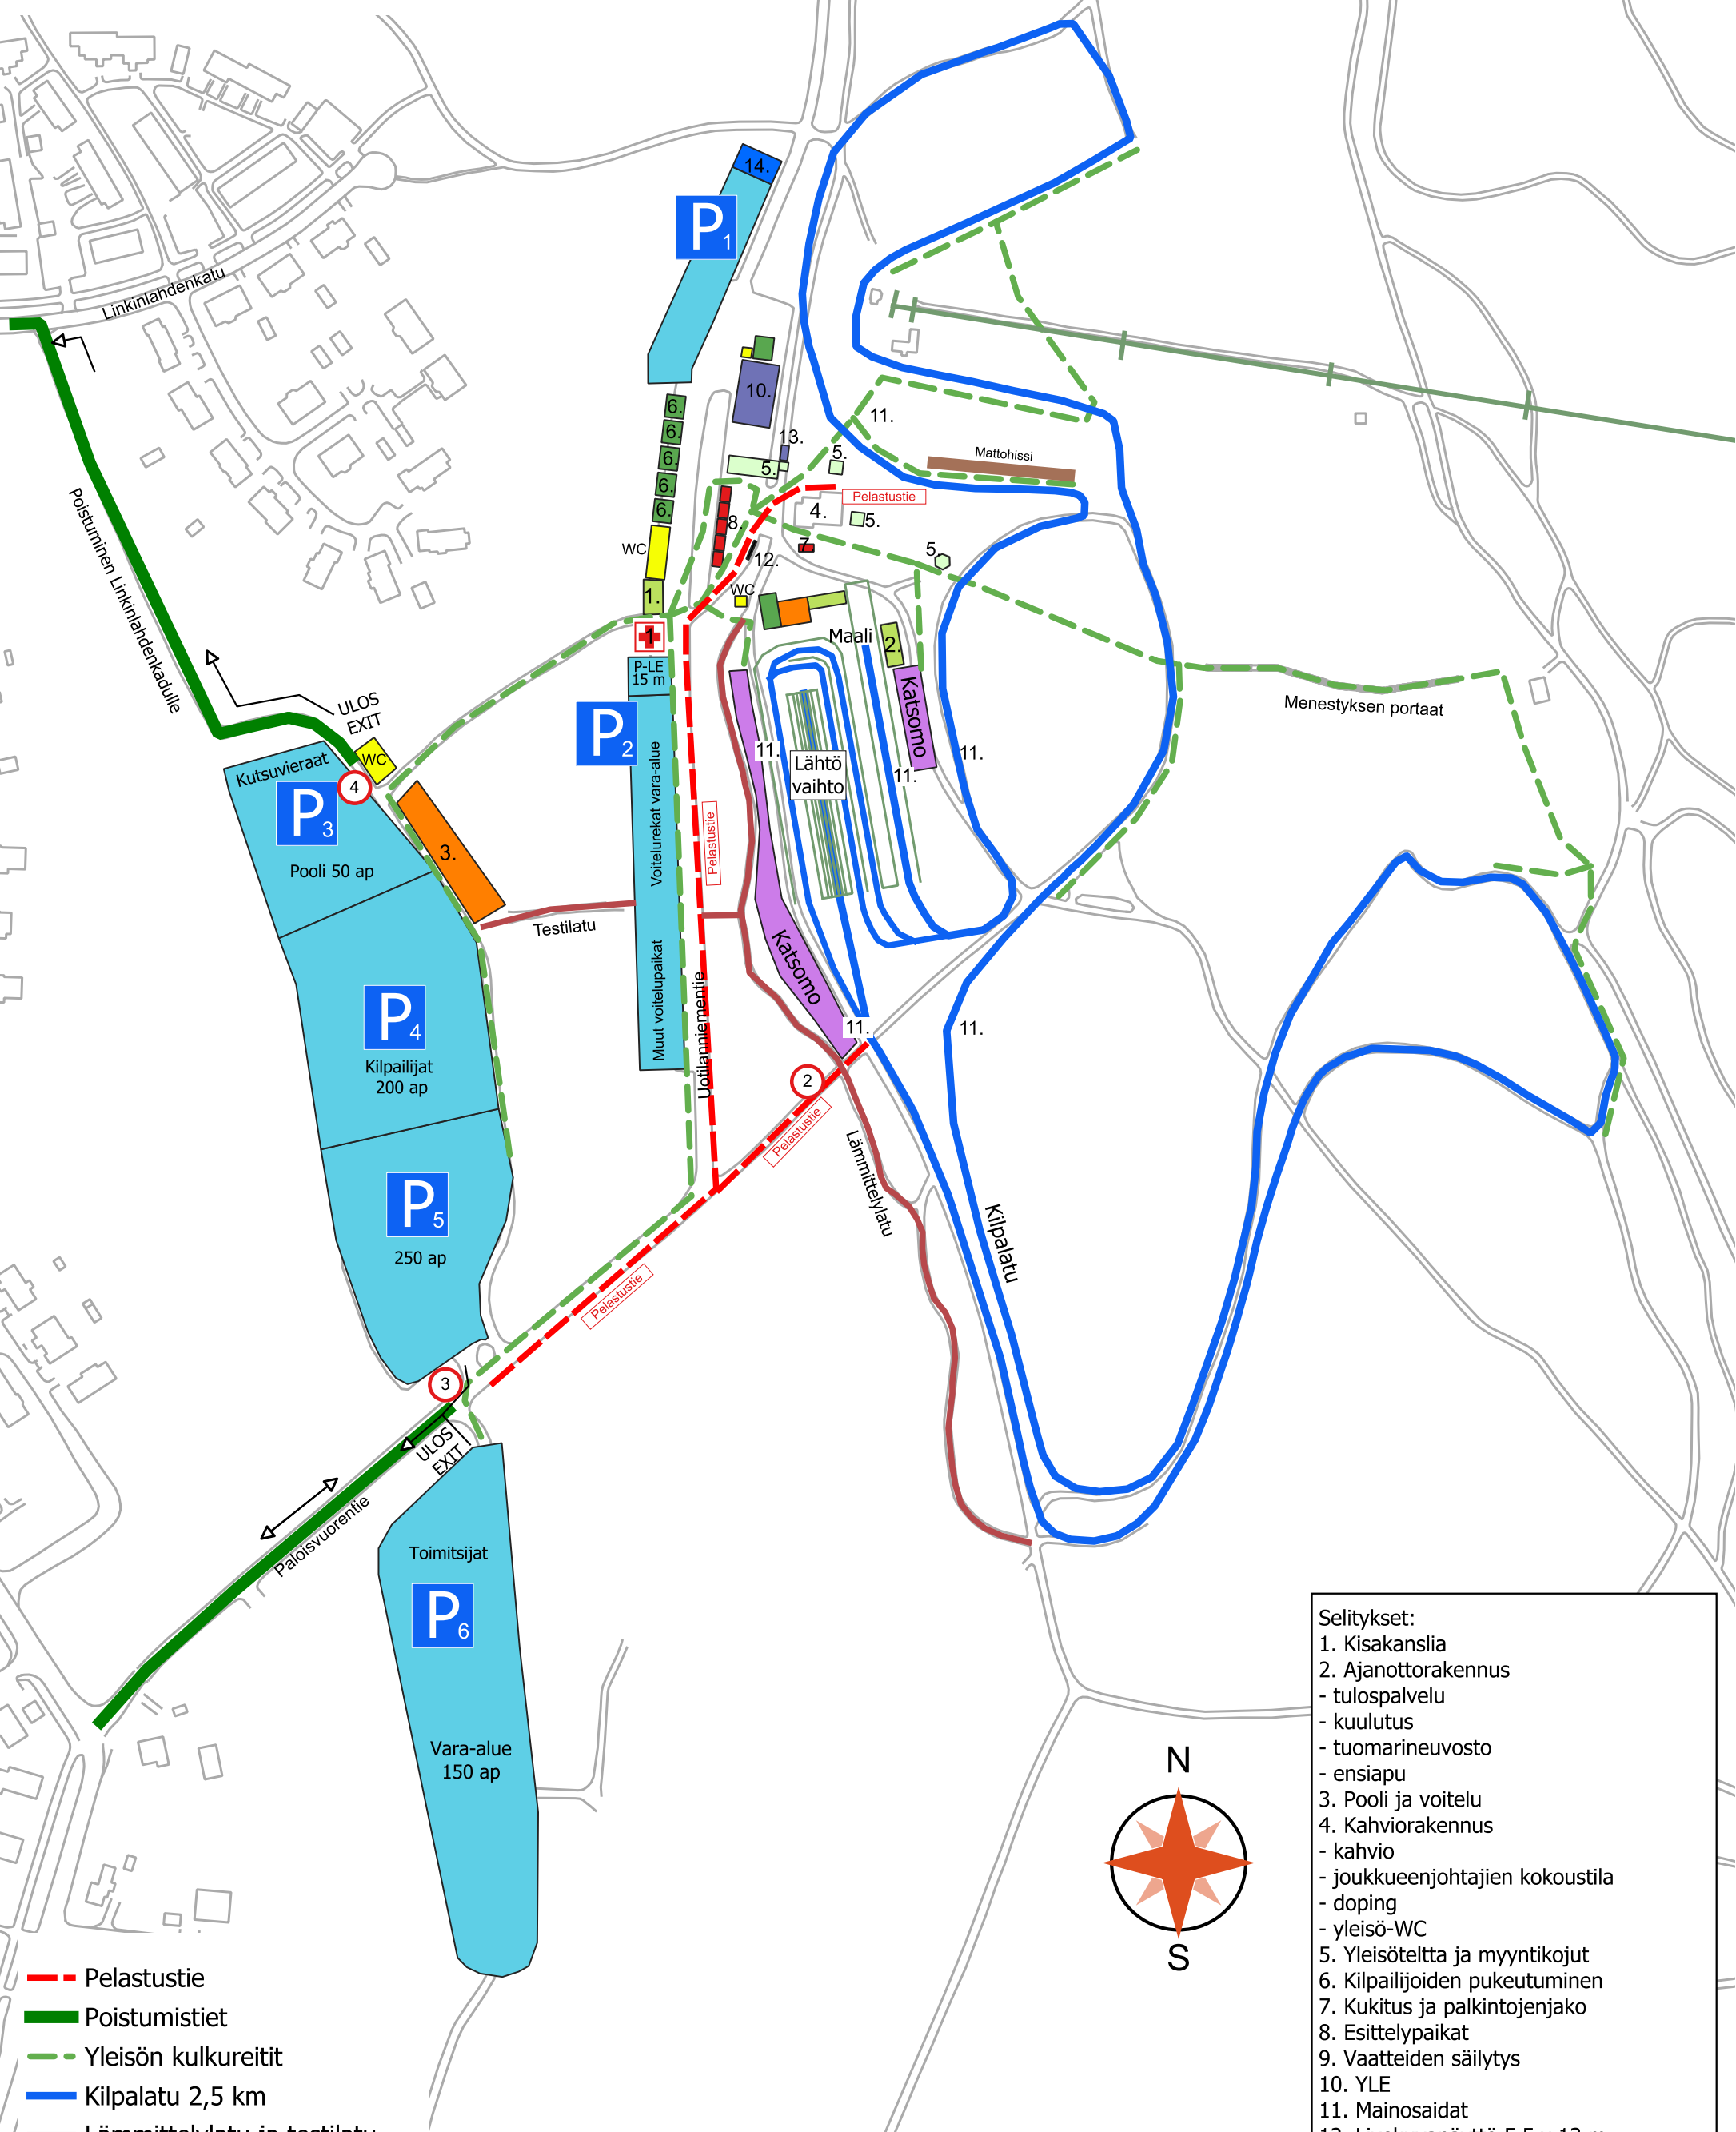 14.
P1
Linkinlahdenkatu
10.
6.
6.
6.
6.
6.
11.
13.
5.
5.
Mattohissi
Pelastustie
4.
5.
8.
7.
12.
5.
WC
1.
WC
1
P-LE
15 m
Maali
2.
Katsomo
Menestyksen portaat
Poistuminen Linkinlahdenkadulle
ULOS
EXIT
WC
Kutsuvieraat
4
P3
Pooli 50 ap
3.
P2
Voitelurekat vara-alue
Pelastustie
11.
Lähtö
vaihto
11.
11.
Testilatu
Muut voitelupaikat
Uotilanniementie
Katsomo
11.
11.
P4
Kilpailijat
200 ap
2
Pelastustie
Lämmittelylatu
Kilpalatu
P5
250 ap
Pelastustie
3
ULOS
EXIT
Paloisvuorentie
Toimitsijat
P6
Vara-alue
150 ap
N
S
Pelastustie
Poistumistiet
Yleisön kulkureitit
Kilpalatu 2,5 km
Lämmittelylatu ja testilatu
Selitykset:
1. Kisakanslia
2. Ajanottorakennus
- tulospalvelu
- kuulutus
- tuomarineuvosto
- ensiapu
3. Pooli ja voitelu
4. Kahviorakennus
- kahvio
- joukkueenjohtajien kokoustila
- doping
- yleisö-WC
5. Yleisöteltta ja myyntikojut
6. Kilpailijoiden pukeutuminen
7. Kukitus ja palkintojenjako
8. Esittelypaikat
9. Vaatteiden säilytys
10. YLE
11. Mainosaidat